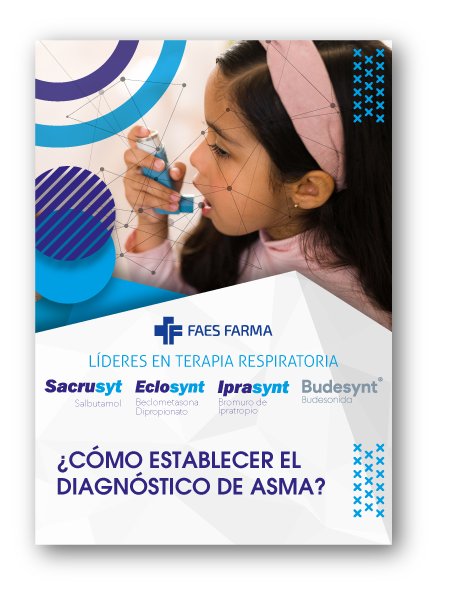 FAES FARMA
LÍDERES EN TERAPIA RESPIRATORIA
Sacrusyt Eclosynt Iprasynt Budesynt®
Salbutamol Beclometasona Dipropionato Bromuro de Ipratropio Budesonida
¿CÓMO ESTABLECER EL
DIAGNÓSTICO DE ASMA?